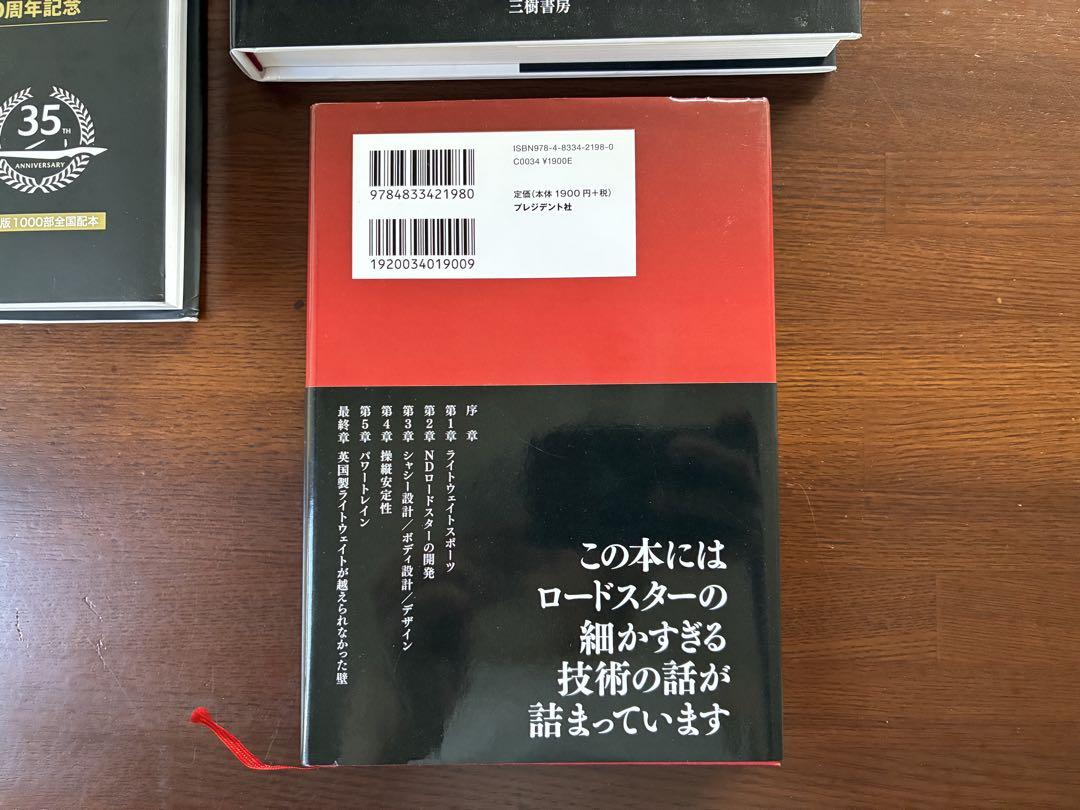 周年記念
35TH
ANNIVERSARY
版1000部全国配本
三樹書房
ISBN978-4-8334-2198-0
C0034 ¥1900E
9784833421980
定価(本体1900円+税)
プレジデント社
1920034019009
序 章
第1章 ライトウェイトスポーツ
第2章 NDロードスターの開発
第3章 シャシー設計/ボディ設計/デザイン
第4章 操縦安定性
第5章 パワートレイン
最終章 英国製ライトウェイトが越えられなかった壁
この本には
ロードスターの
細かすぎる
技術の話が
詰まっています